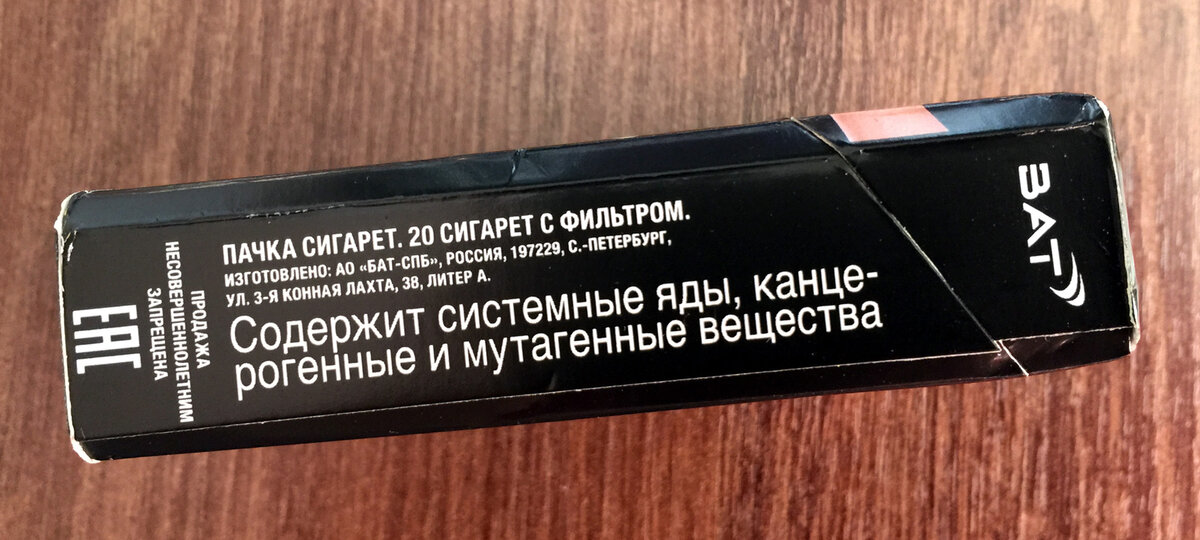 ПАЧКА СИГАРЕТ. 20 СИГАРЕТ С ФИЛЬТРОМ.
ИЗГОТОВЛЕНО: АО «БАТ-СПБ», РОССИЯ, 197229, С.-ПЕТЕРБУРГ,
УЛ. 3-Я КОННАЯ ЛАХТА, 38, ЛИТЕР А.
Содержит системные яды, канце-
рогенные и мутагенные вещества
ПРОДАЖА
НЕСОВЕРШЕННОЛЕТНИМ
ЗАПРЕЩЕНА
EAC
BAT